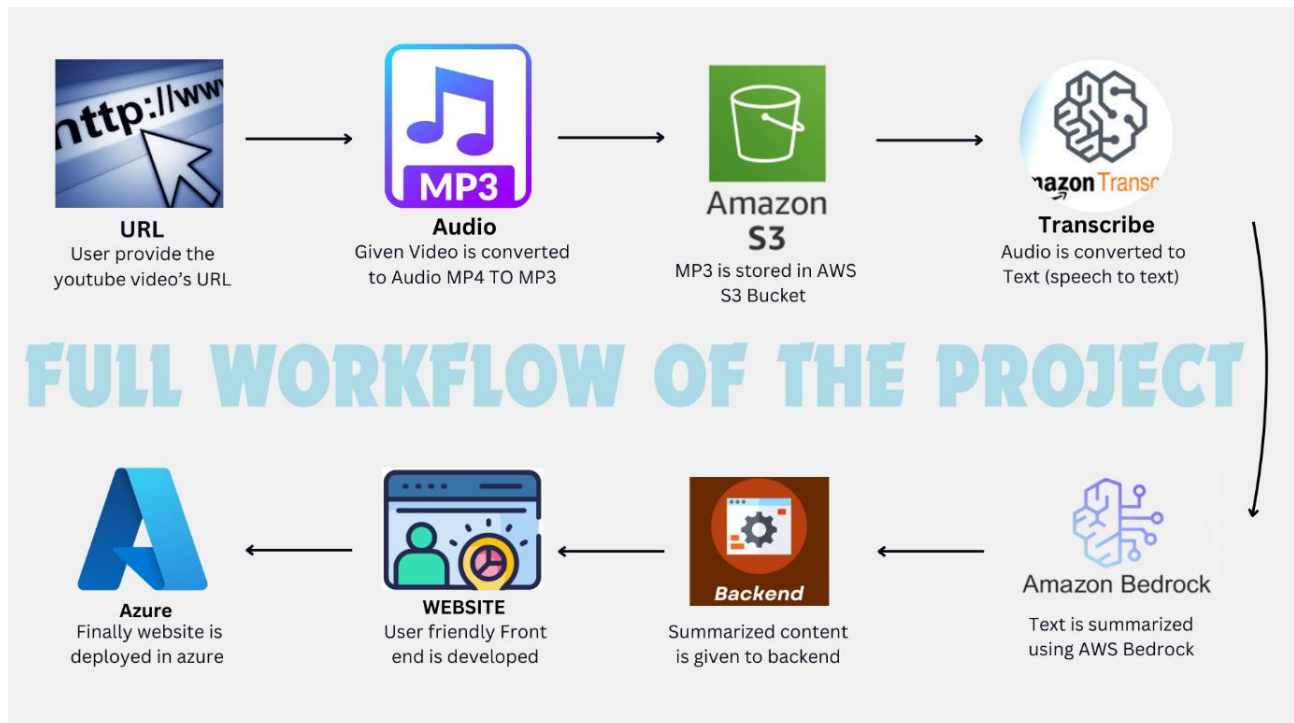 http://ww
MP3
Amazon
S3
Amazon Transc
URL
User provide the
youtube video's URL
Audio
Given Video is converted
to Audio MP4 TO MP3
MP3 is stored in AWS
S3 Bucket
Transcribe
Audio is converted to
Text (speech to text)
FULL WORKFLOW OF THE PROJECT
Azure
Finally website is
deployed in azure
WEBSITE
User friendly Front
end is developed
Backend
Summarized content
is given to backend
Amazon Bedrock
Text is summarized
using AWS Bedrock